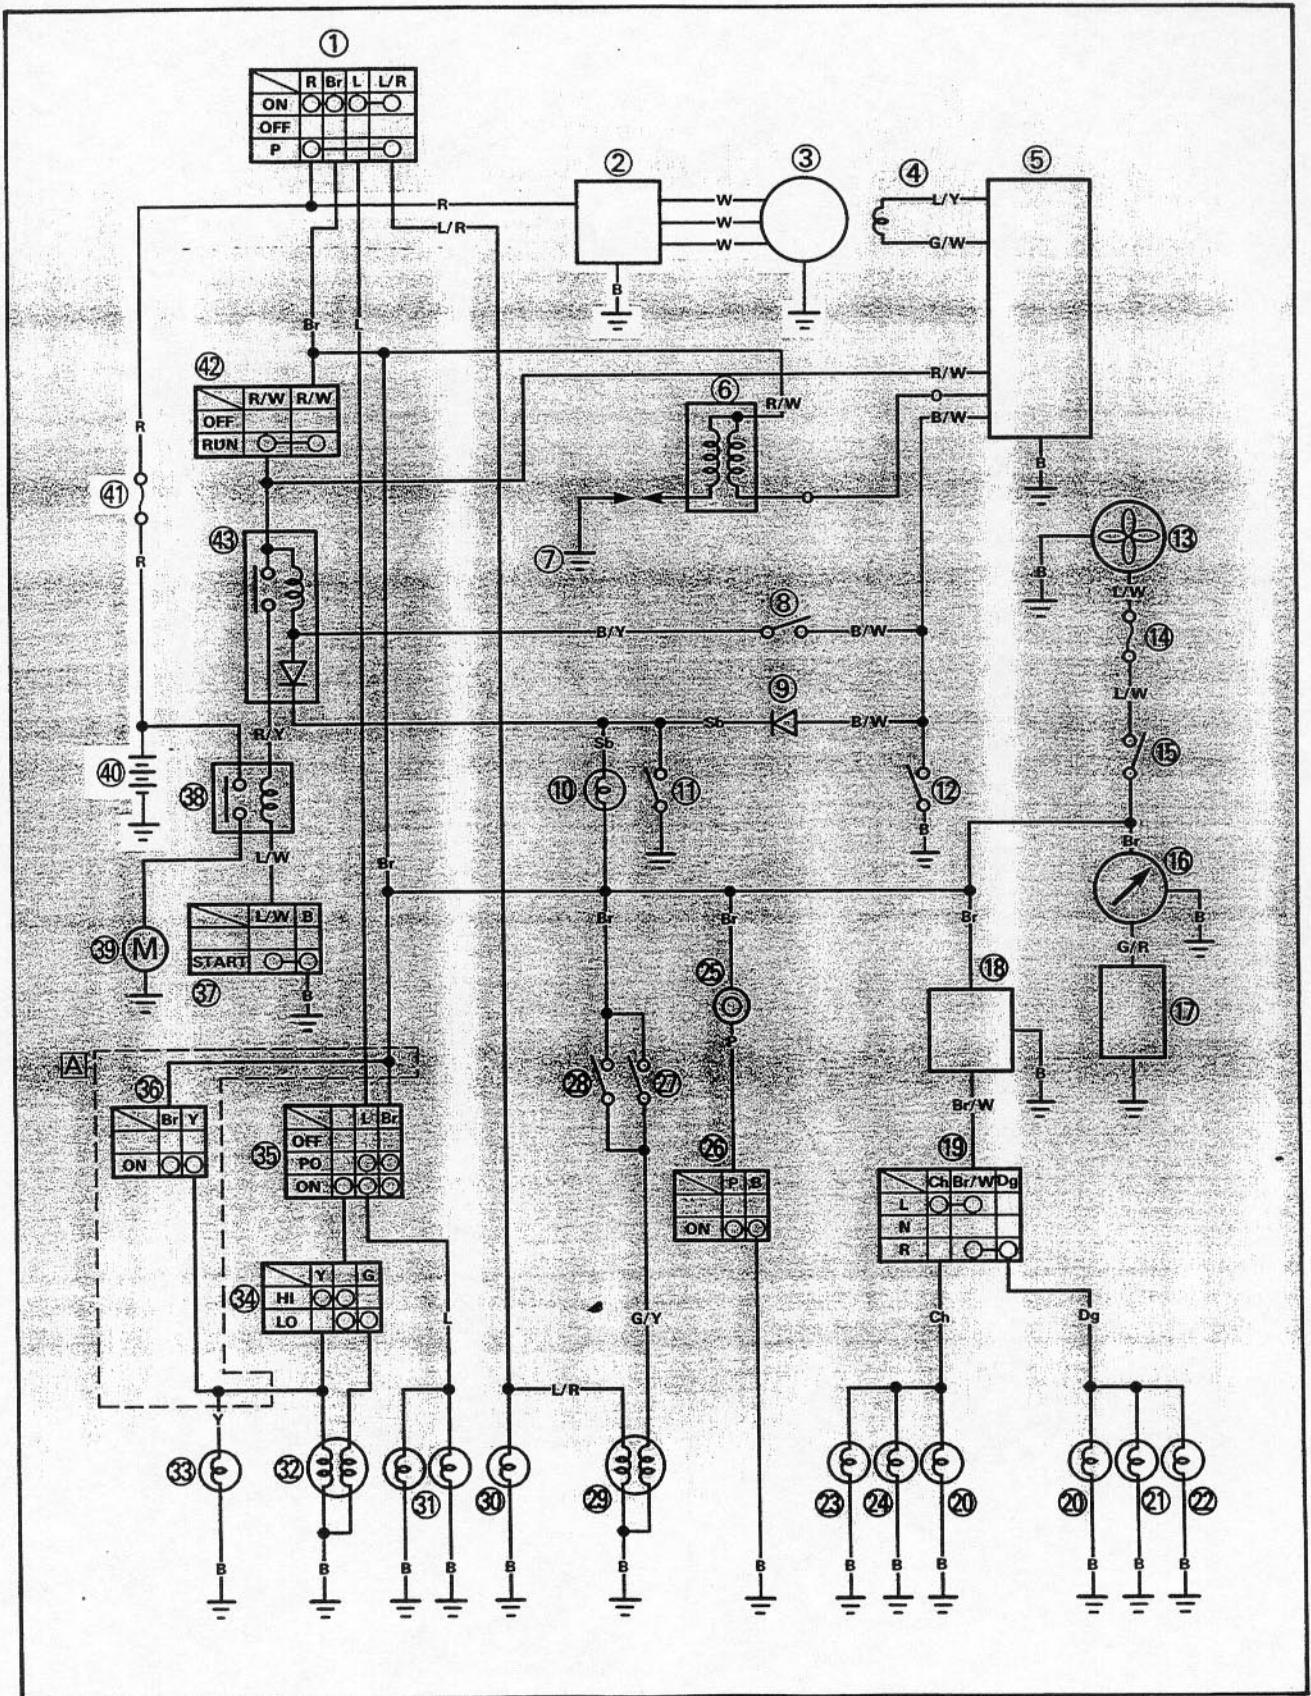 ①
R Br L L/R
ON
OFF
P
② ③ ④ ⑤
R
L/R
W
W
W
L/Y
G/W
B
Br L
㊷
R/W R/W
OFF
RUN
⑥
R/W
R/W
O
B/W
R
㊶
R
O
B
⑦
⑬
B
L/W
㊸
⑧
B/Y
B/W
⑭
L/W
⑨
Sb
B/W
Sb
R/Y
⑮
㊵
㊳
⑩
⑪
⑫
B
L/W
Br
Br
⑯
B
G/R
L/W B
START
㊴
㊲
B
Br
Br
Br
⑱
㉕
P
⑰
B
A
㊱
Br Y
ON
㉟
L Br
OFF
PO
ON
㉘
㉗
Br/W
㉖
P B
ON
⑲
Ch Br/W Dg
L
N
R
㉞
Y G
HI
LO
L
G/Y
Ch
Dg
L/R
Y
㉝
㉜
㉛
㉚
㉙
㉓
㉔
⑳
⑳
㉑
㉒
B B B B B B B B B B B B B